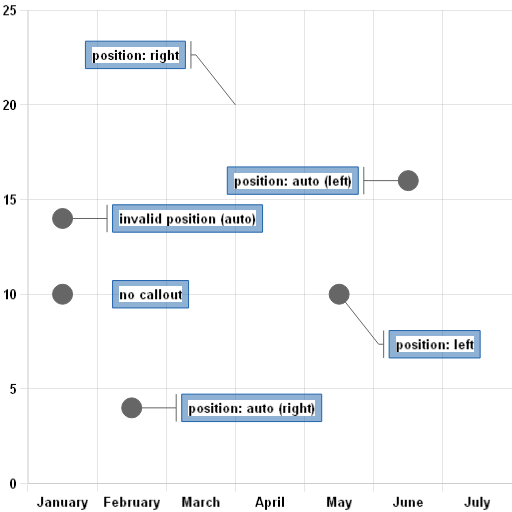 25
position: right
20
position: auto (left)
15
invalid position (auto)
10
no callout
position: left
5
position: auto (right)
0
January February March April May June July